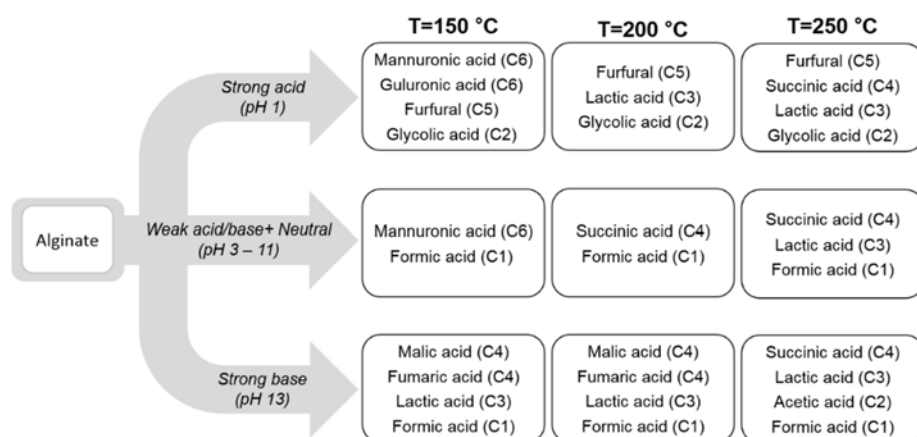 T=150 °C
T=200 °C
T=250 °C
Strong acid
(pH 1)
Mannuronic acid (C6)
Guluronic acid (C6)
Furfural (C5)
Glycolic acid (C2)
Furfural (C5)
Lactic acid (C3)
Glycolic acid (C2)
Furfural (C5)
Succinic acid (C4)
Lactic acid (C3)
Glycolic acid (C2)
Alginate
Weak acid/base+ Neutral
(pH 3 – 11)
Mannuronic acid (C6)
Formic acid (C1)
Succinic acid (C4)
Formic acid (C1)
Succinic acid (C4)
Lactic acid (C3)
Formic acid (C1)
Strong base
(pH 13)
Malic acid (C4)
Fumaric acid (C4)
Lactic acid (C3)
Formic acid (C1)
Malic acid (C4)
Fumaric acid (C4)
Lactic acid (C3)
Formic acid (C1)
Succinic acid (C4)
Lactic acid (C3)
Acetic acid (C2)
Formic acid (C1)